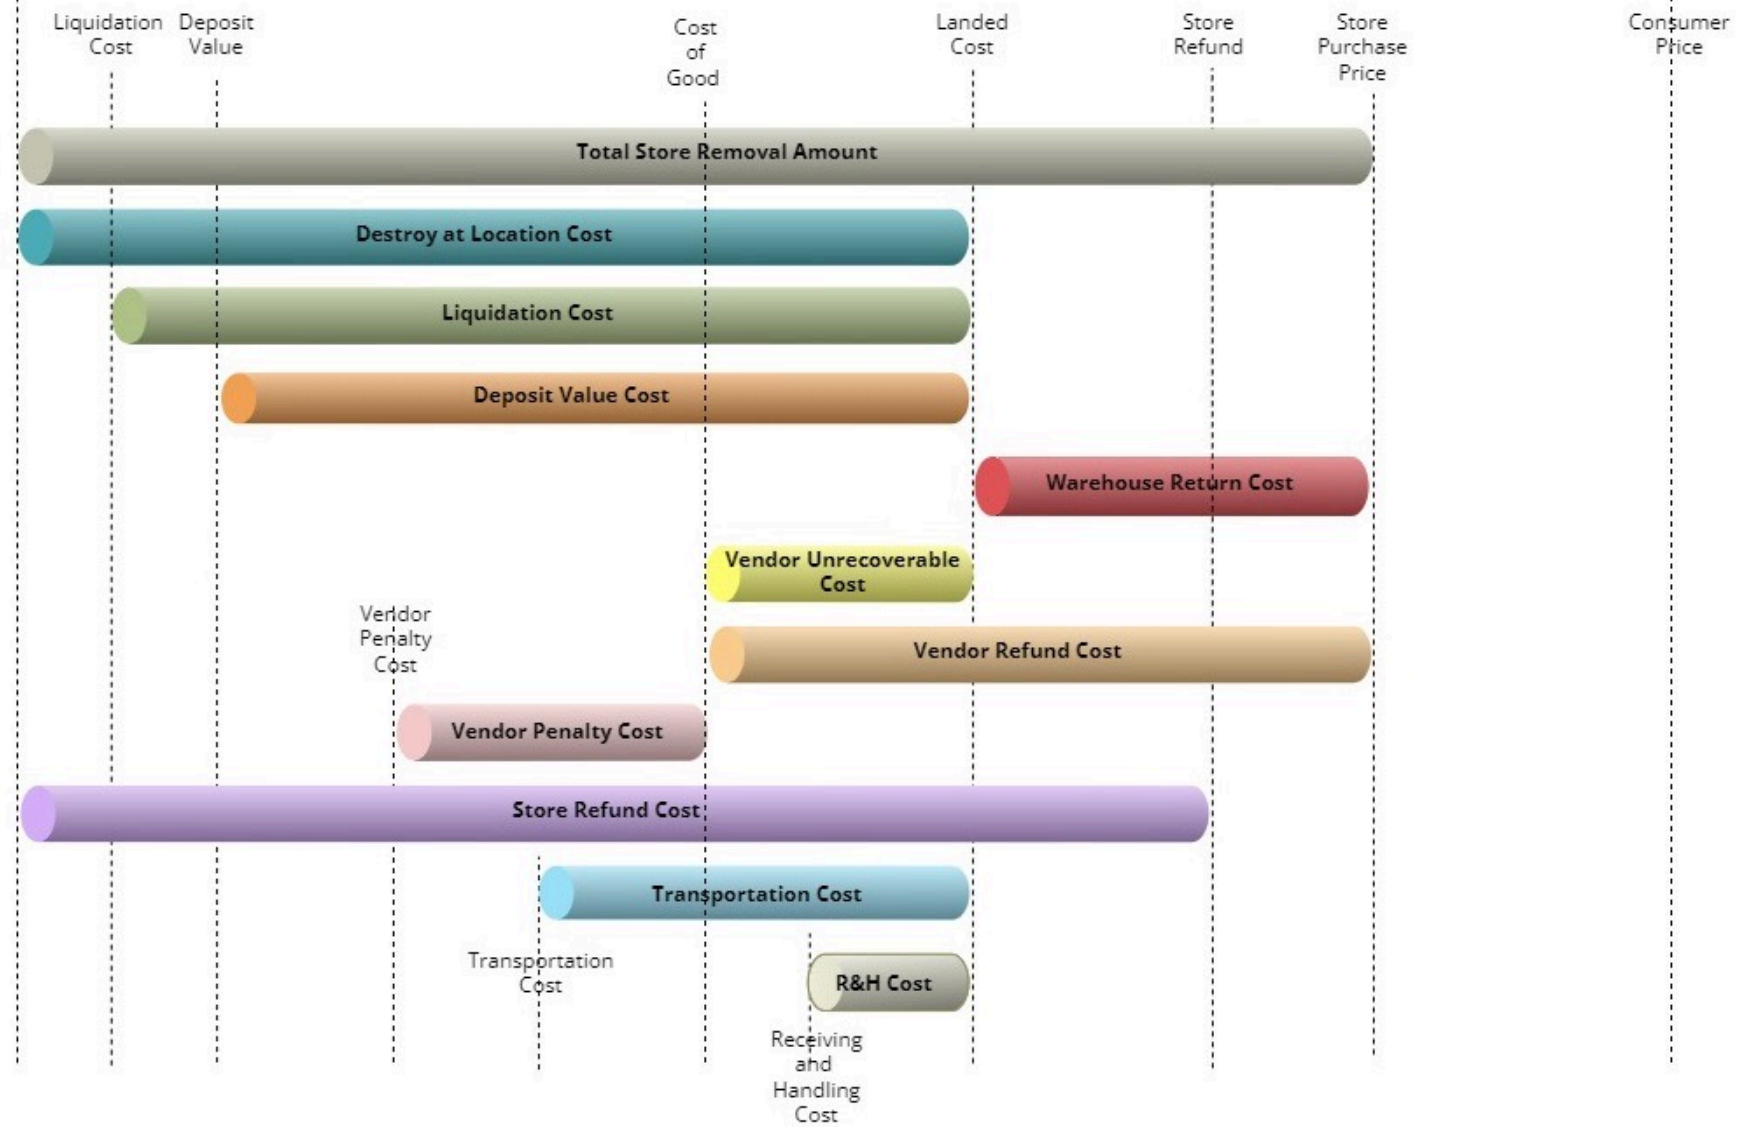 Liquidation
Cost
Deposit
Value
Cost
of
Good
Landed
Cost
Store
Refund
Store
Purchase
Price
Consumer
Price
Total Store Removal Amount
Destroy at Location Cost
Liquidation Cost
Deposit Value Cost
Warehouse Return Cost
Vendor Unrecoverable
Cost
Vendor
Penalty
Cost
Vendor Refund Cost
Vendor Penalty Cost
Store Refund Cost
Transportation Cost
Transportation
Cost
R&H Cost
Receiving
and
Handling
Cost